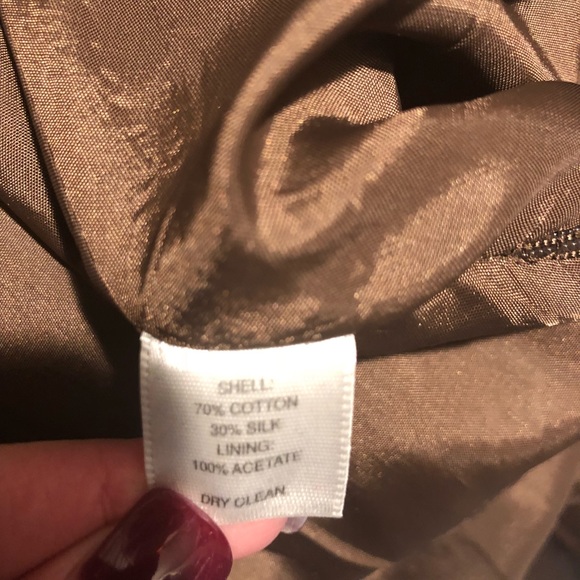 SHELL:
70% COTTON
30% SILK
LINING:
100% ACETATE
DRY CLEAN